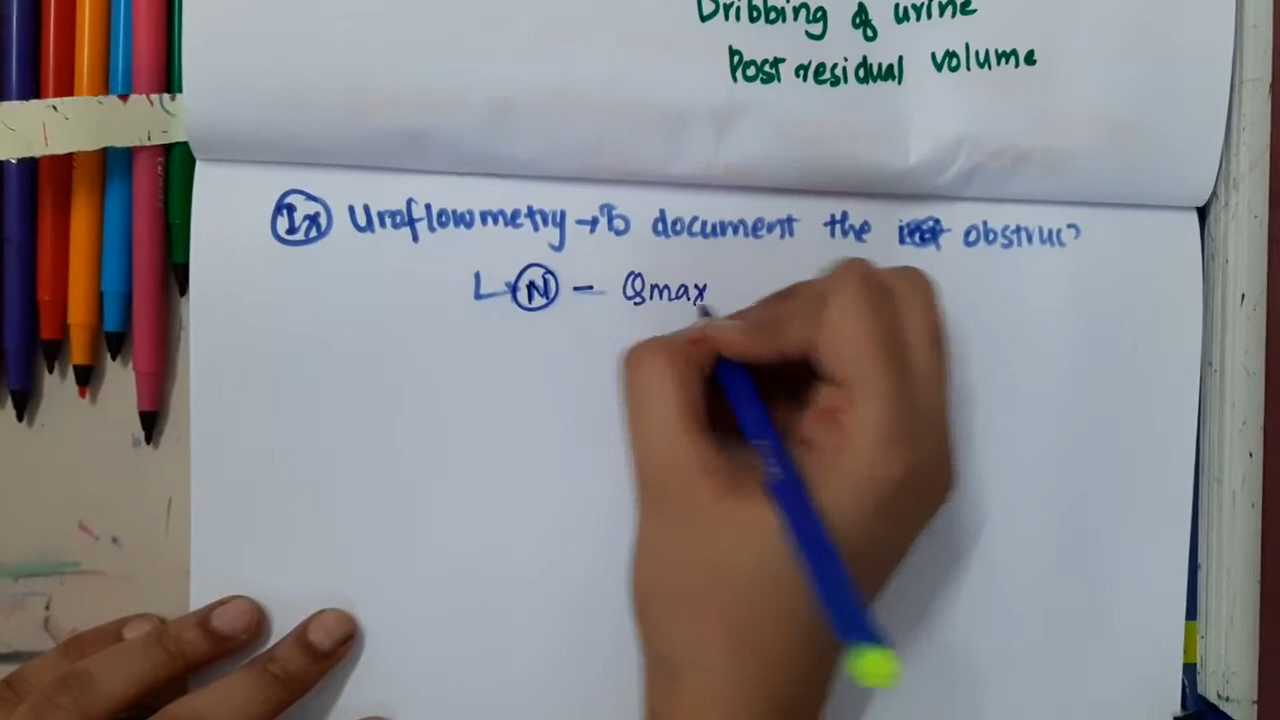 Dribbing of urine
Post residual volume
Ix Uroflowmetry → To document the obstruc
N - Qmax